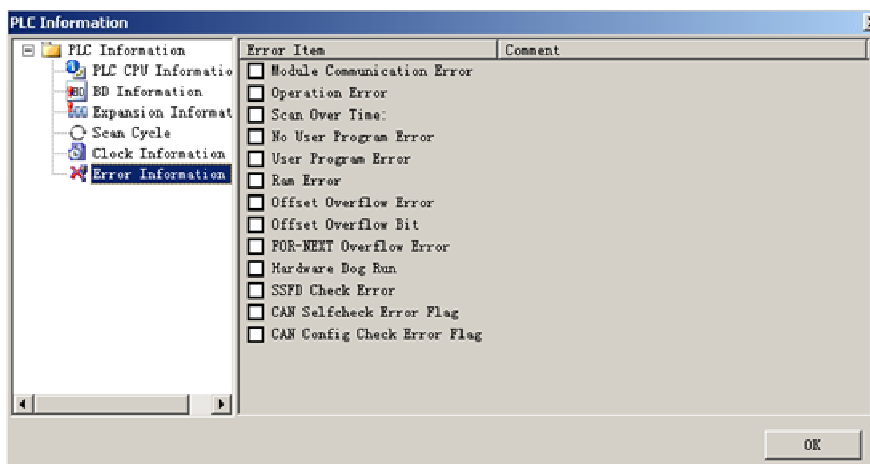 PLC Information
PLC Information
PLC CPU Informatio
BD Information
Expansion Informat
Scan Cycle
Clock Information
Error Information
Error Item Comment
Module Communication Error
Operation Error
Scan Over Time:
No User Program Error
User Program Error
Ram Error
Offset Overflow Error
Offset Overflow Bit
FOR-NEXT Overflow Error
Hardware Dog Run
SSFD Check Error
CAN Selfcheck Error Flag
CAN Config Check Error Flag
OK